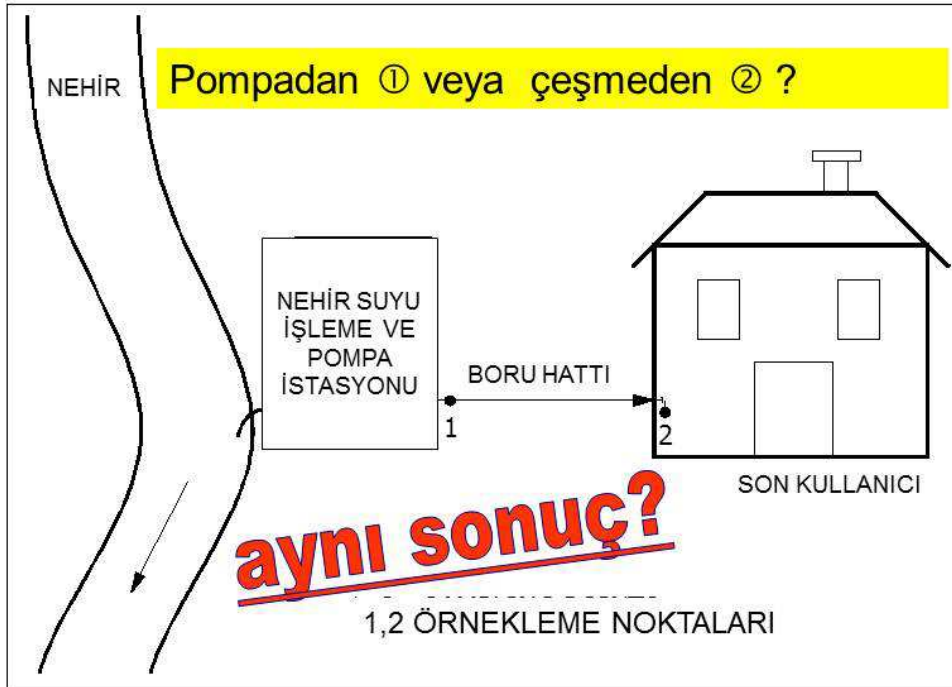 Pompadan ① veya çeşmeden ② ?
NEHİR
NEHİR SUYU
İŞLEME VE
POMPA
İSTASYONU
BORU HATTI
1
2
SON KULLANICI
aynı sonuç?
1,2 ÖRNEKLEME NOKTALARI